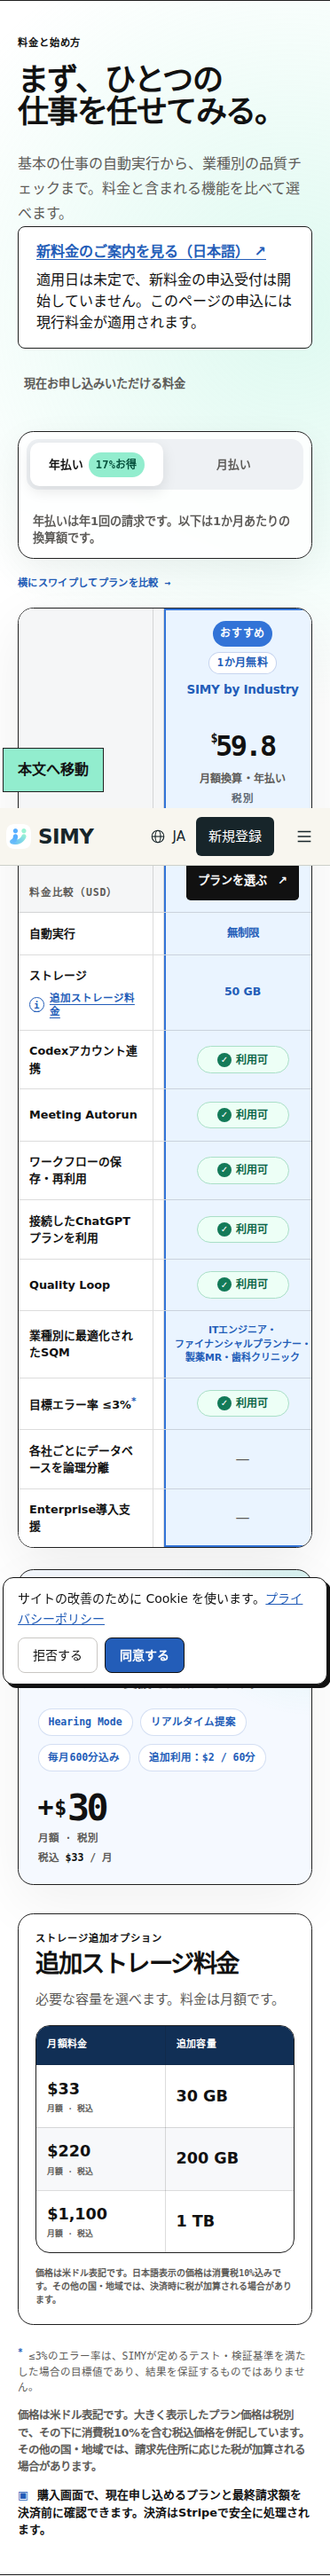 料金と始め方
まず、ひとつの
仕事を任せてみる。
基本の仕事の自動実行から、業種別の品質チ
ェックまで。料金と含まれる機能を比べて選
べます。
新料金のご案内を見る（日本語） ↗
適用日は未定で、新料金の申込受付は開
始していません。このページの申込には
現行料金が適用されます。
現在お申し込みいただける料金
年払い 17%お得 月払い
年払いは年1回の請求です。以下は1か月あたりの
換算額です。
横にスワイプしてプランを比較 →
おすすめ
1か月無料
SIMY by Industry
$59.8
月額換算・年払い
税別
本文へ移動
SIMY JA 新規登録
プランを選ぶ ↗
料金比較（USD）
自動実行 無制限
ストレージ
i 追加ストレージ料
金
50 GB
Codexアカウント連
携
✓ 利用可
Meeting Autorun ✓ 利用可
ワークフローの保
存・再利用
✓ 利用可
接続したChatGPT
プランを利用
✓ 利用可
Quality Loop ✓ 利用可
業種別に最適化され
たSQM
ITエンジニア・
ファイナンシャルプランナー・
製薬MR・歯科クリニック
目標エラー率 ≤3%* ✓ 利用可
各社ごとにデータベ
ースを論理分離
—
Enterprise導入支
援
—
サイトの改善のために Cookie を使います。プライ
バシーポリシー
拒否する 同意する
Hearing Mode リアルタイム提案
毎月600分込み 追加利用：$2 / 60分
+$30
月額 · 税別
税込 $33 / 月
ストレージ追加オプション
追加ストレージ料金
必要な容量を選べます。料金は月額です。
月額料金 追加容量
$33
月額 · 税込
30 GB
$220
月額 · 税込
200 GB
$1,100
月額 · 税込
1 TB
価格は米ドル表記です。日本語表示の価格は消費税10%込みで
す。その他の国・地域では、決済時に税が加算される場合があり
ます。
* ≤3%のエラー率は、SIMYが定めるテスト・検証基準を満た
した場合の目標値であり、結果を保証するものではありませ
ん。
価格は米ドル表記です。大きく表示したプラン価格は税別
で、その下に消費税10%を含む税込価格を併記しています。
その他の国・地域では、請求先住所に応じた税が加算される
場合があります。
▣ 購入画面で、現在申し込めるプランと最終請求額を
決済前に確認できます。決済はStripeで安全に処理され
ます。